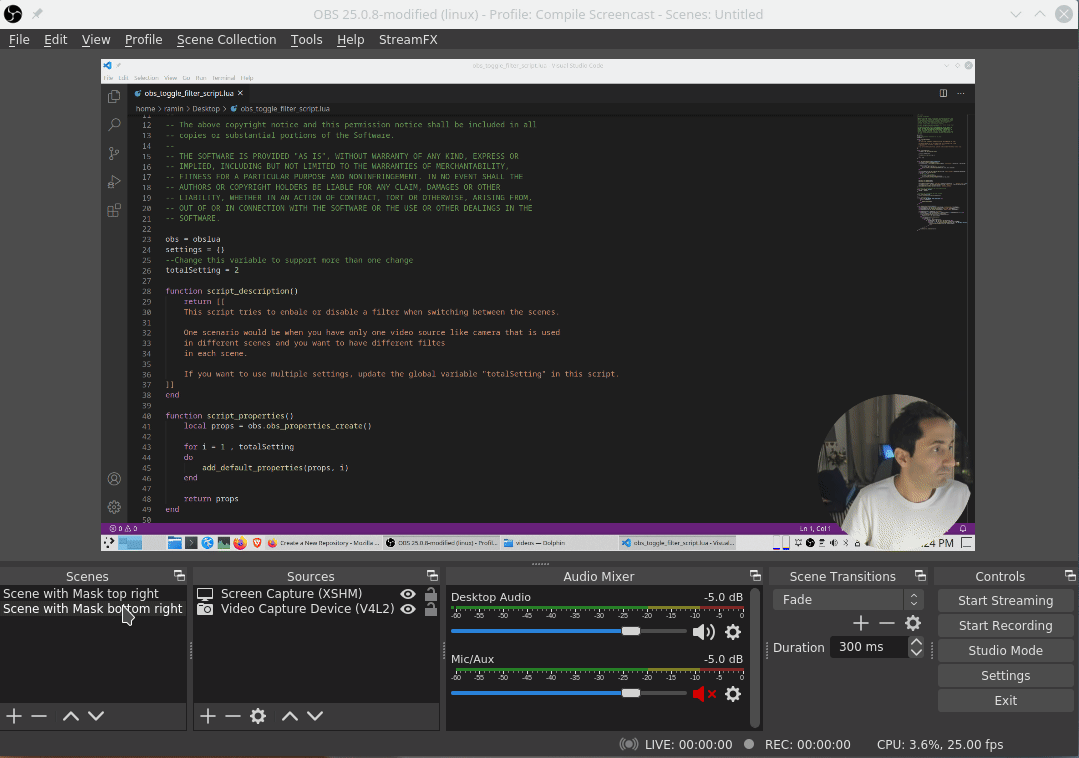 OBS 25.0.8-modified (linux) - Profile: Compile Screencast - Scenes: Untitled
File Edit View Profile Scene Collection Tools Help StreamFX
obs_toggle_filter_script.lua - Visual Studio Code
File Edit Selection View Go Run Terminal Help
obs_toggle_filter_script.lua ×
home > ramin > Desktop > obs_toggle_filter_script.lua
11
12 -- The above copyright notice and this permission notice shall be included in all
13 -- copies or substantial portions of the Software.
14 --
15 -- THE SOFTWARE IS PROVIDED "AS IS", WITHOUT WARRANTY OF ANY KIND, EXPRESS OR
16 -- IMPLIED, INCLUDING BUT NOT LIMITED TO THE WARRANTIES OF MERCHANTABILITY,
17 -- FITNESS FOR A PARTICULAR PURPOSE AND NONINFRINGEMENT. IN NO EVENT SHALL THE
18 -- AUTHORS OR COPYRIGHT HOLDERS BE LIABLE FOR ANY CLAIM, DAMAGES OR OTHER
19 -- LIABILITY, WHETHER IN AN ACTION OF CONTRACT, TORT OR OTHERWISE, ARISING FROM,
20 -- OUT OF OR IN CONNECTION WITH THE SOFTWARE OR THE USE OR OTHER DEALINGS IN THE
21 -- SOFTWARE.
22
23 obs = obslua
24 settings = {}
25 --Change this variable to support more than one change
26 totalSetting = 2
27
28 function script_description()
29 return [[
30 This script tries to enbale or disable a filter when switching between the scenes.
31
32 One scenario would be when you have only one video source like camera that is used
33 in different scenes and you want to have different filtes
34 in each scene.
35
36 If you want to use multiple settings, update the global variable "totalSetting" in this script.
37 ]]
38 end
39
40 function script_properties()
41 local props = obs.obs_properties_create()
42
43 for i = 1 , totalSetting
44 do
45 add_default_properties(props, i)
46 end
47
48 return props
49 end
50
0 0 Ln 1, Col 1
Create a New Repository - Mozilla ... OBS 25.0.8-modified (linux) - Profil... videos — Dolphin obs_toggle_filter_script.lua - Visual... :24 PM
Scenes
Scene with Mask top right
Scene with Mask bottom right
Sources
Screen Capture (XSHM)
Video Capture Device (V4L2)
Audio Mixer
Desktop Audio -5.0 dB
-60 -55 -50 -45 -40 -35 -30 -25 -20 -15 -10 -5 0
Mic/Aux -5.0 dB
-60 -55 -50 -45 -40 -35 -30 -25 -20 -15 -10 -5 0
Scene Transitions
Fade
Duration 300 ms
Controls
Start Streaming
Start Recording
Studio Mode
Settings
Exit
LIVE: 00:00:00 REC: 00:00:00 CPU: 3.6%, 25.00 fps